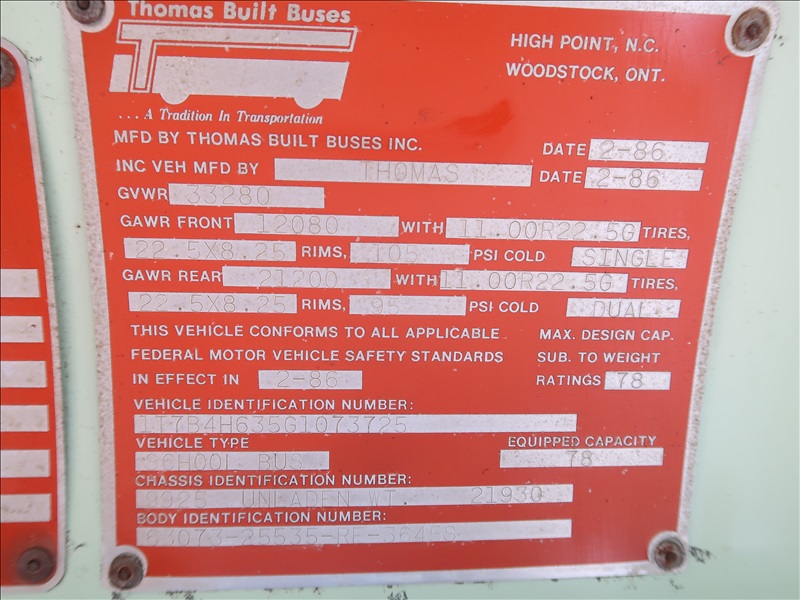 Thomas Built Buses
HIGH POINT, N.C.
WOODSTOCK, ONT.
... A Tradition In Transportation
MFD BY THOMAS BUILT BUSES INC. DATE 2-86
INC VEH MFD BY THOMAS DATE 2-86
GVWR 33280
GAWR FRONT 12080 WITH 11.00R22.5G TIRES,
22.5X8.25 RIMS, 105 PSI COLD SINGLE
GAWR REAR 21200 WITH 11.00R22.5G TIRES,
22.5X8.25 RIMS, 95 PSI COLD DUAL
THIS VEHICLE CONFORMS TO ALL APPLICABLE MAX. DESIGN CAP.
FEDERAL MOTOR VEHICLE SAFETY STANDARDS SUB. TO WEIGHT
IN EFFECT IN 2-86 RATINGS 78
VEHICLE IDENTIFICATION NUMBER:
1T7B4H635G1073725
VEHICLE TYPE EQUIPPED CAPACITY
SCHOOL BUS 78
CHASSIS IDENTIFICATION NUMBER:
UNLADEN WT. 21930
BODY IDENTIFICATION NUMBER: